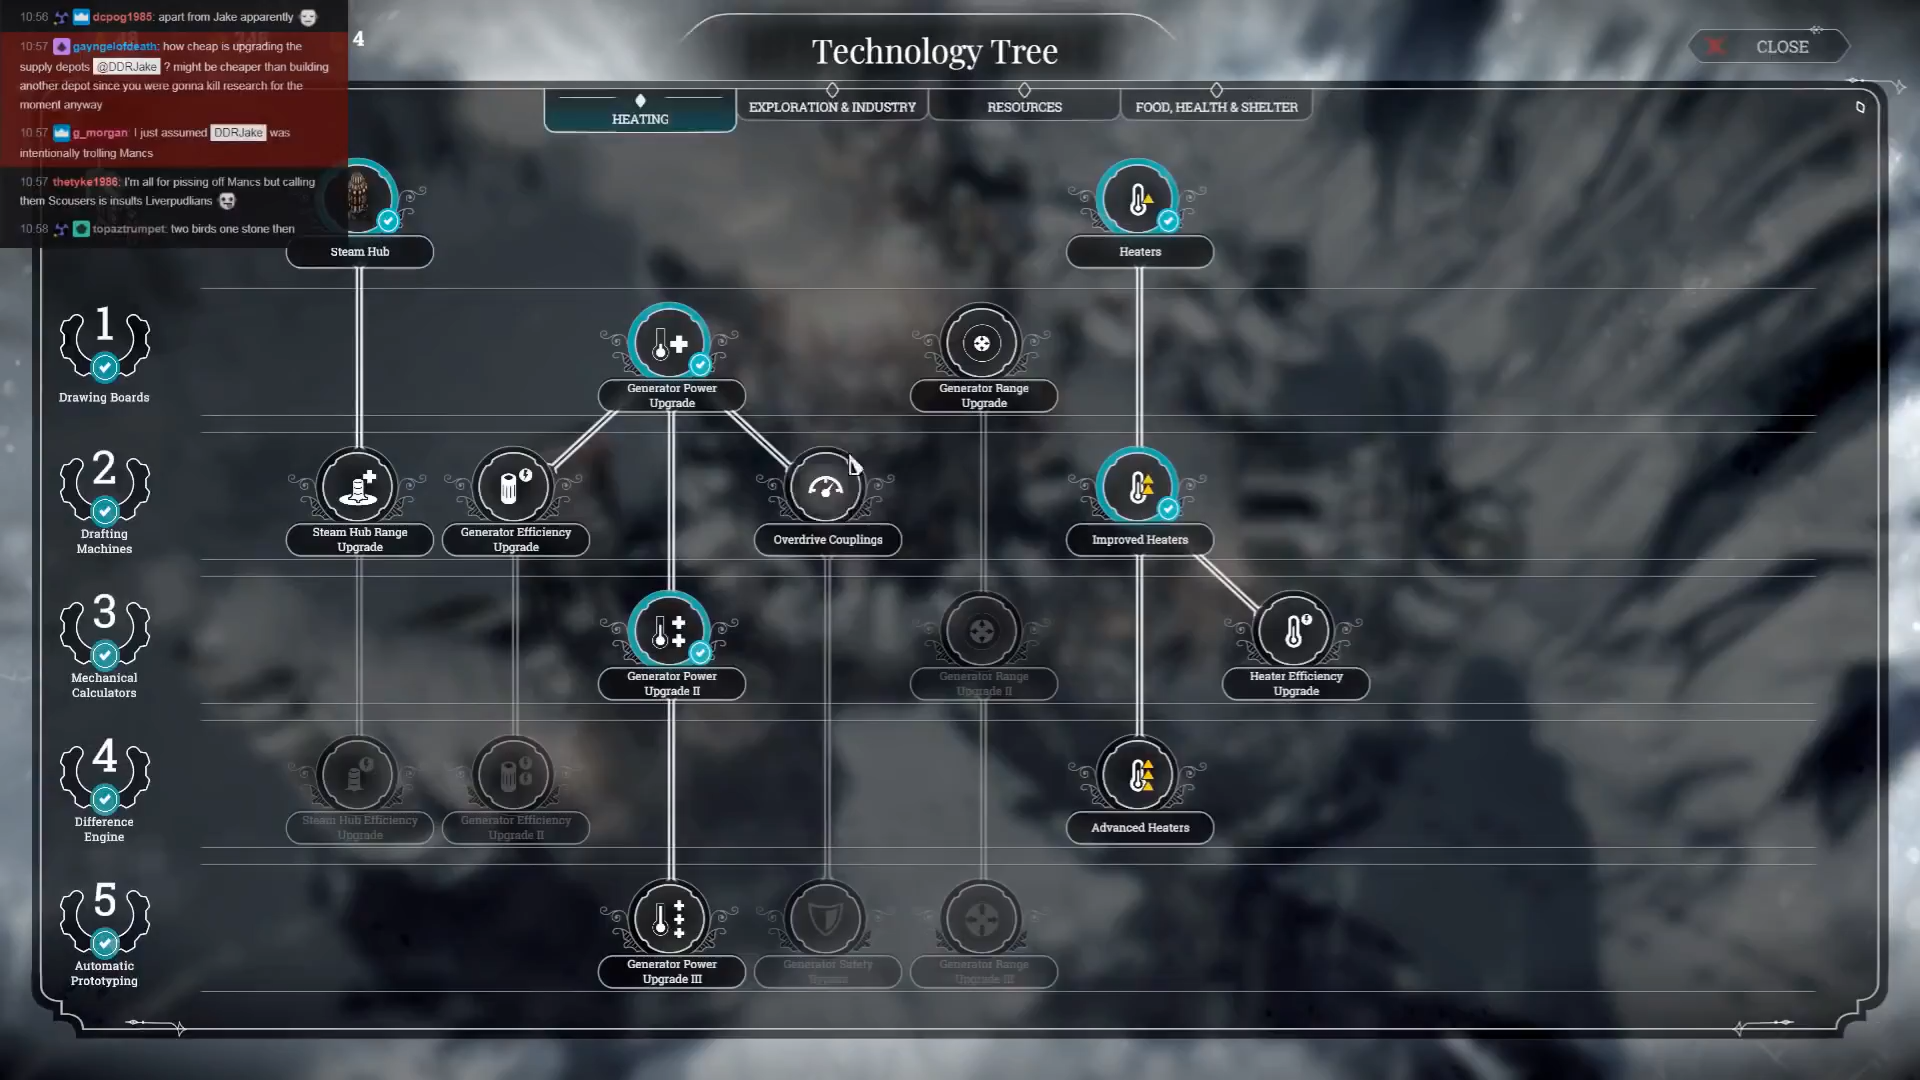 10:56 dcpog1985: apart from Jake apparently
10:57 gayngelofdeath: how cheap is upgrading the
supply depots @DDRJake ? might be cheaper than building
another depot since you were gonna kill research for the
moment anyway
10:57 g_morgan: I just assumed DDRJake was
intentionally trolling Mancs
10:57 thetyke1986: I'm all for pissing off Mancs but calling
them Scousers is insults Liverpudlians
10:58 topaztrumpet: two birds one stone then
4
Technology Tree
CLOSE
HEATING
EXPLORATION & INDUSTRY
RESOURCES
FOOD, HEALTH & SHELTER
Steam Hub
Heaters
1
Drawing Boards
Generator Power
Upgrade
Generator Range
Upgrade
2
Drafting
Machines
Steam Hub Range
Upgrade
Generator Efficiency
Upgrade
Overdrive Couplings
Improved Heaters
3
Mechanical
Calculators
Generator Power
Upgrade II
Generator Range
Upgrade II
Heater Efficiency
Upgrade
4
Difference
Engine
Steam Hub Efficiency
Upgrade
Generator Efficiency
Upgrade II
Advanced Heaters
5
Automatic
Prototyping
Generator Power
Upgrade III
Generator Safety
Bypass
Generator Range
Upgrade III